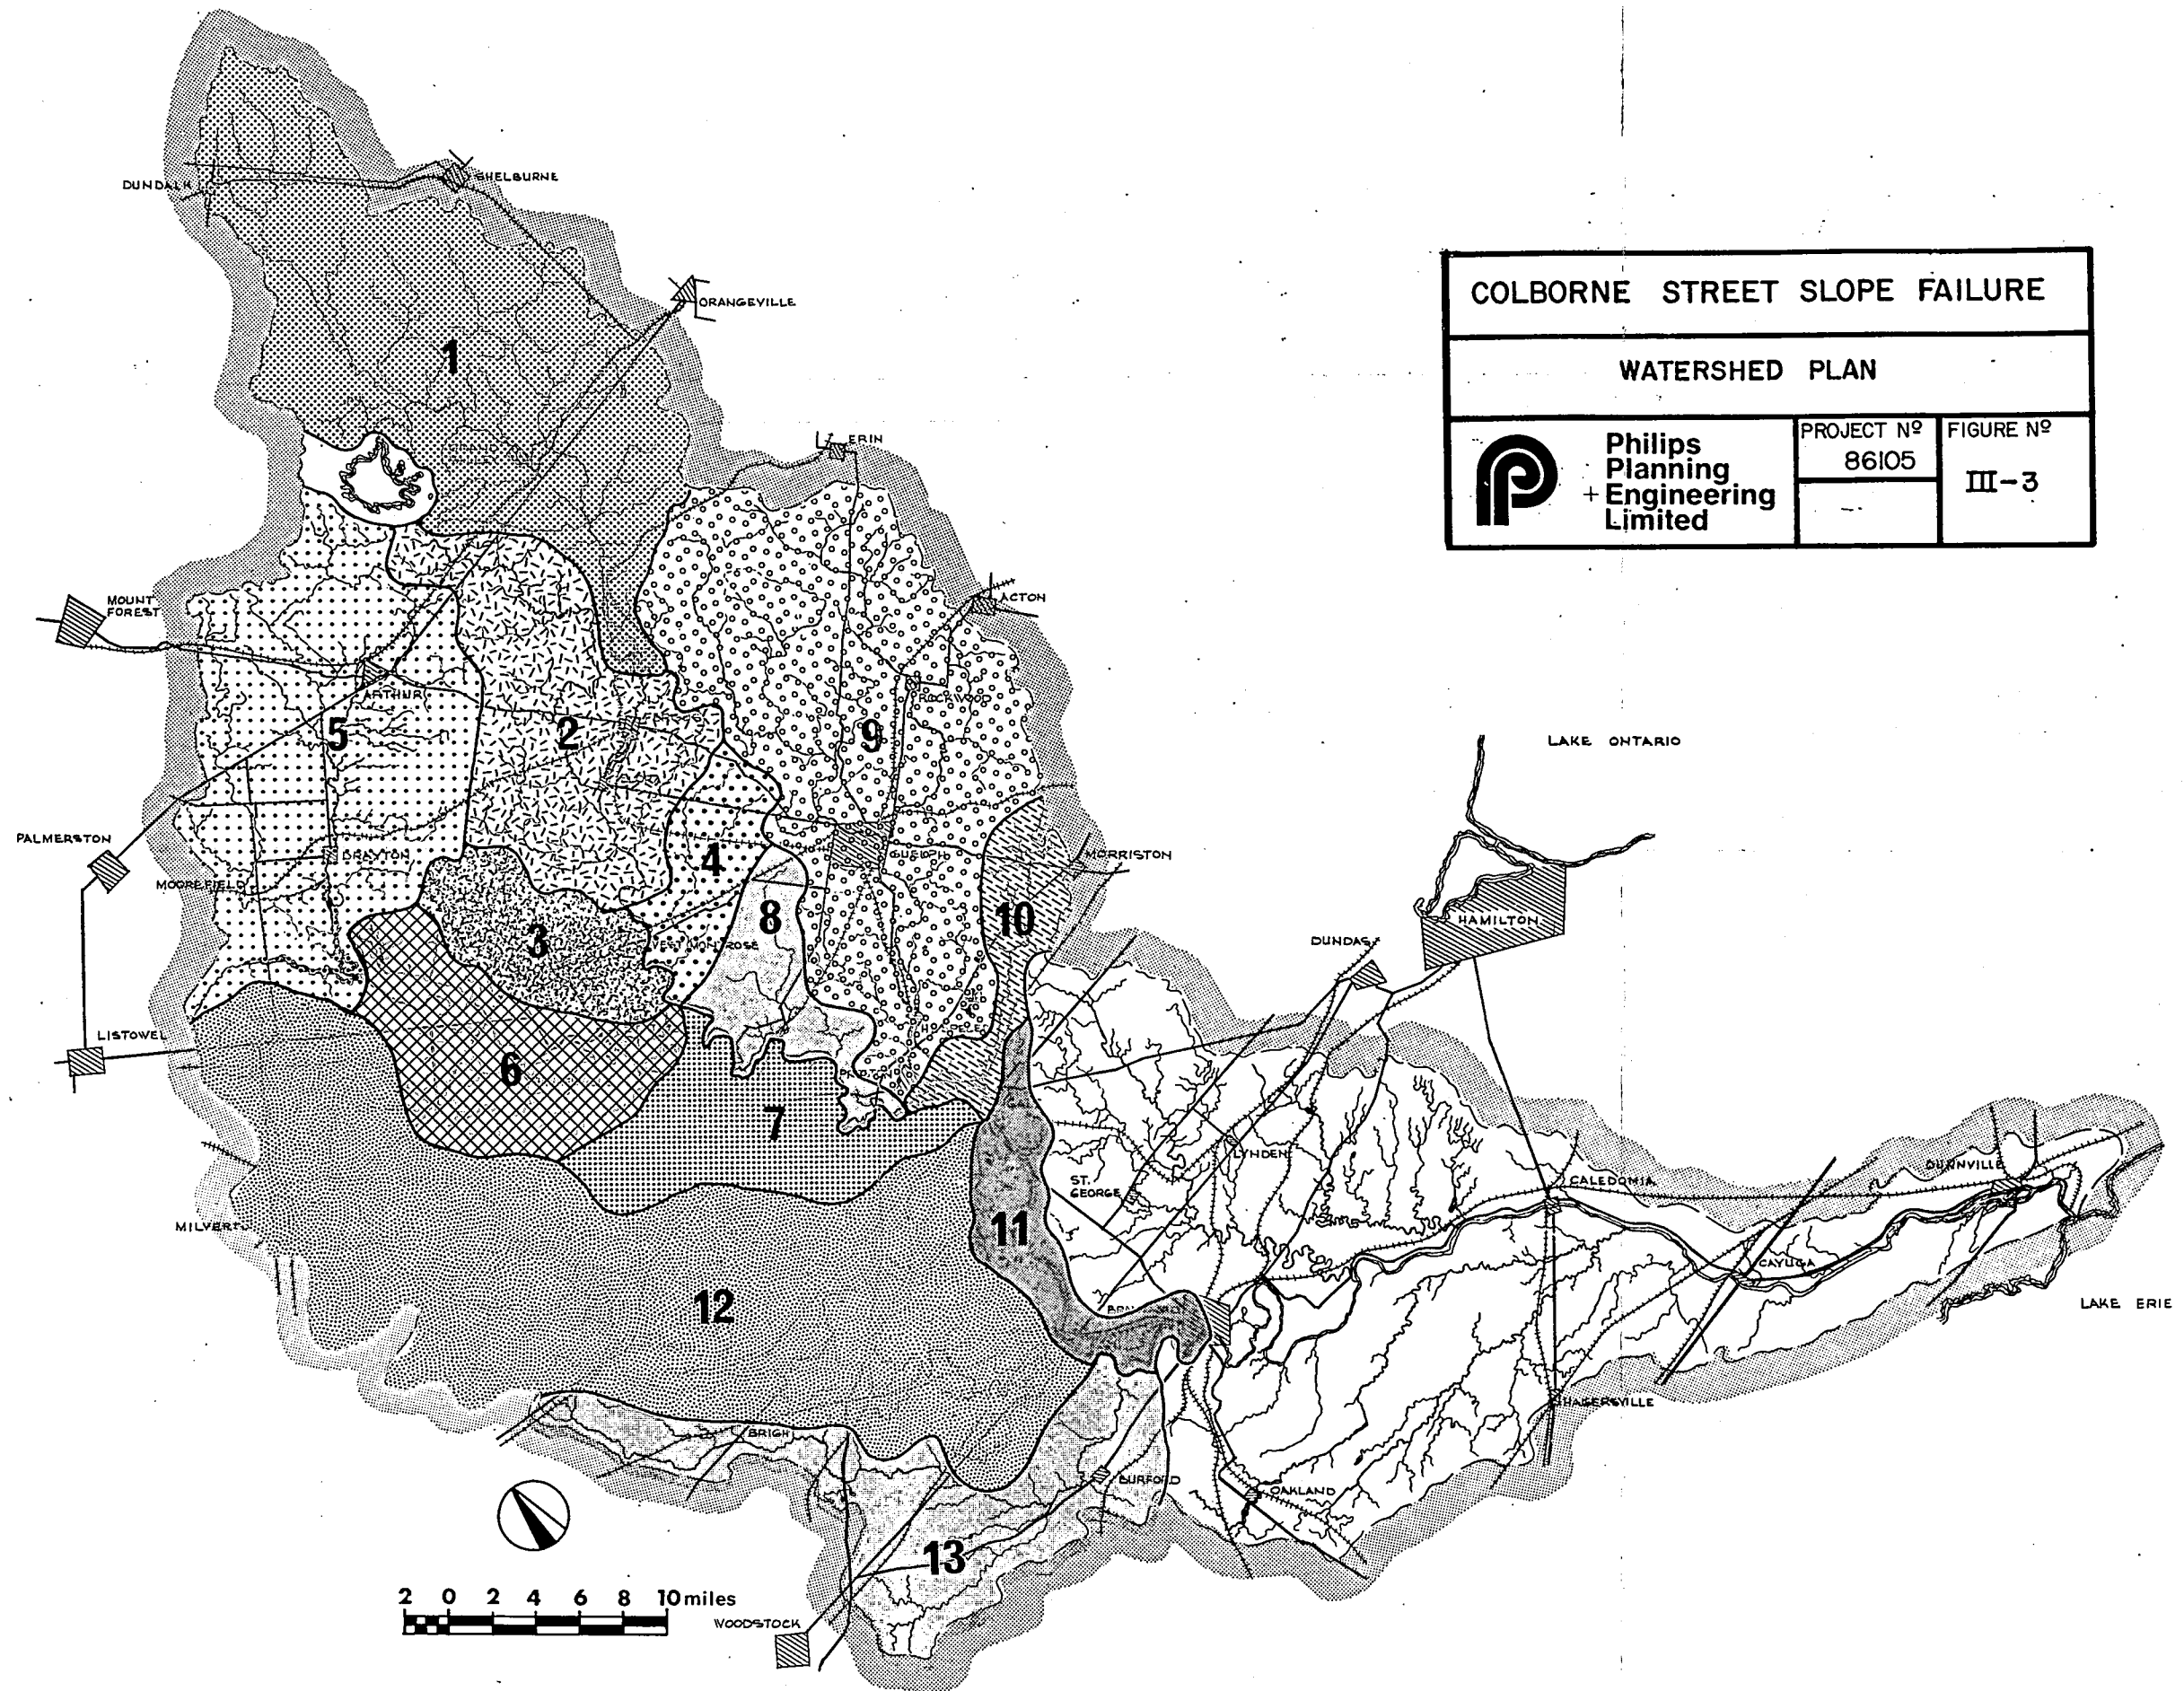 COLBORNE STREET SLOPE FAILURE
WATERSHED PLAN
Philips
Planning
+ Engineering
Limited
PROJECT Nº
86105
FIGURE Nº
III-3
DUNDALK
SHELBURNE
ORANGEVILLE
1
ERIN
MOUNT
FOREST
ACTON
ARTHUR
ROCKWOOD
5
2
9
LAKE ONTARIO
PALMERSTON
DRAYTON
MOOREFIELD
4
GUELPH
MORRISTON
3
8
10
HAMILTON
WEST MONTROSE
DUNDAS
LISTOWEL
6
7
PRESTON
LYNDEN
ST.
GEORGE
CALEDONIA
DUNNVILLE
MILVERTON
11
CAYUGA
12
LAKE ERIE
HAGERSVILLE
BRIGHT
BURFORD
OAKLAND
13
2 0 2 4 6 8 10 miles
WOODSTOCK